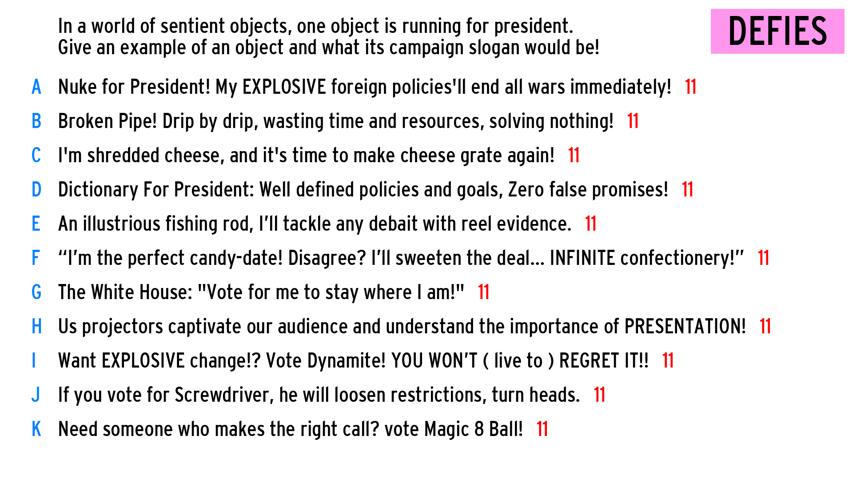 In a world of sentient objects, one object is running for president.
Give an example of an object and what its campaign slogan would be!
DEFIES
A Nuke for President! My EXPLOSIVE foreign policies'll end all wars immediately! 11
B Broken Pipe! Drip by drip, wasting time and resources, solving nothing! 11
C I'm shredded cheese, and it's time to make cheese grate again! 11
D Dictionary For President: Well defined policies and goals, Zero false promises! 11
E An illustrious fishing rod, I’ll tackle any debait with reel evidence. 11
F “I’m the perfect candy-date! Disagree? I’ll sweeten the deal... INFINITE confectionery!” 11
G The White House: "Vote for me to stay where I am!" 11
H Us projectors captivate our audience and understand the importance of PRESENTATION! 11
I Want EXPLOSIVE change!? Vote Dynamite! YOU WON’T ( live to ) REGRET IT!! 11
J If you vote for Screwdriver, he will loosen restrictions, turn heads. 11
K Need someone who makes the right call? vote Magic 8 Ball! 11